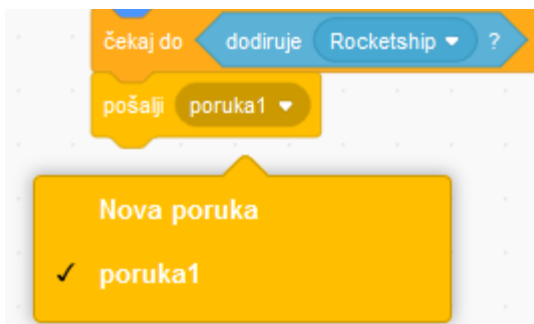 čekaj do dodiruje Rocketship ?
pošalji poruka1
Nova poruka
✓ poruka1